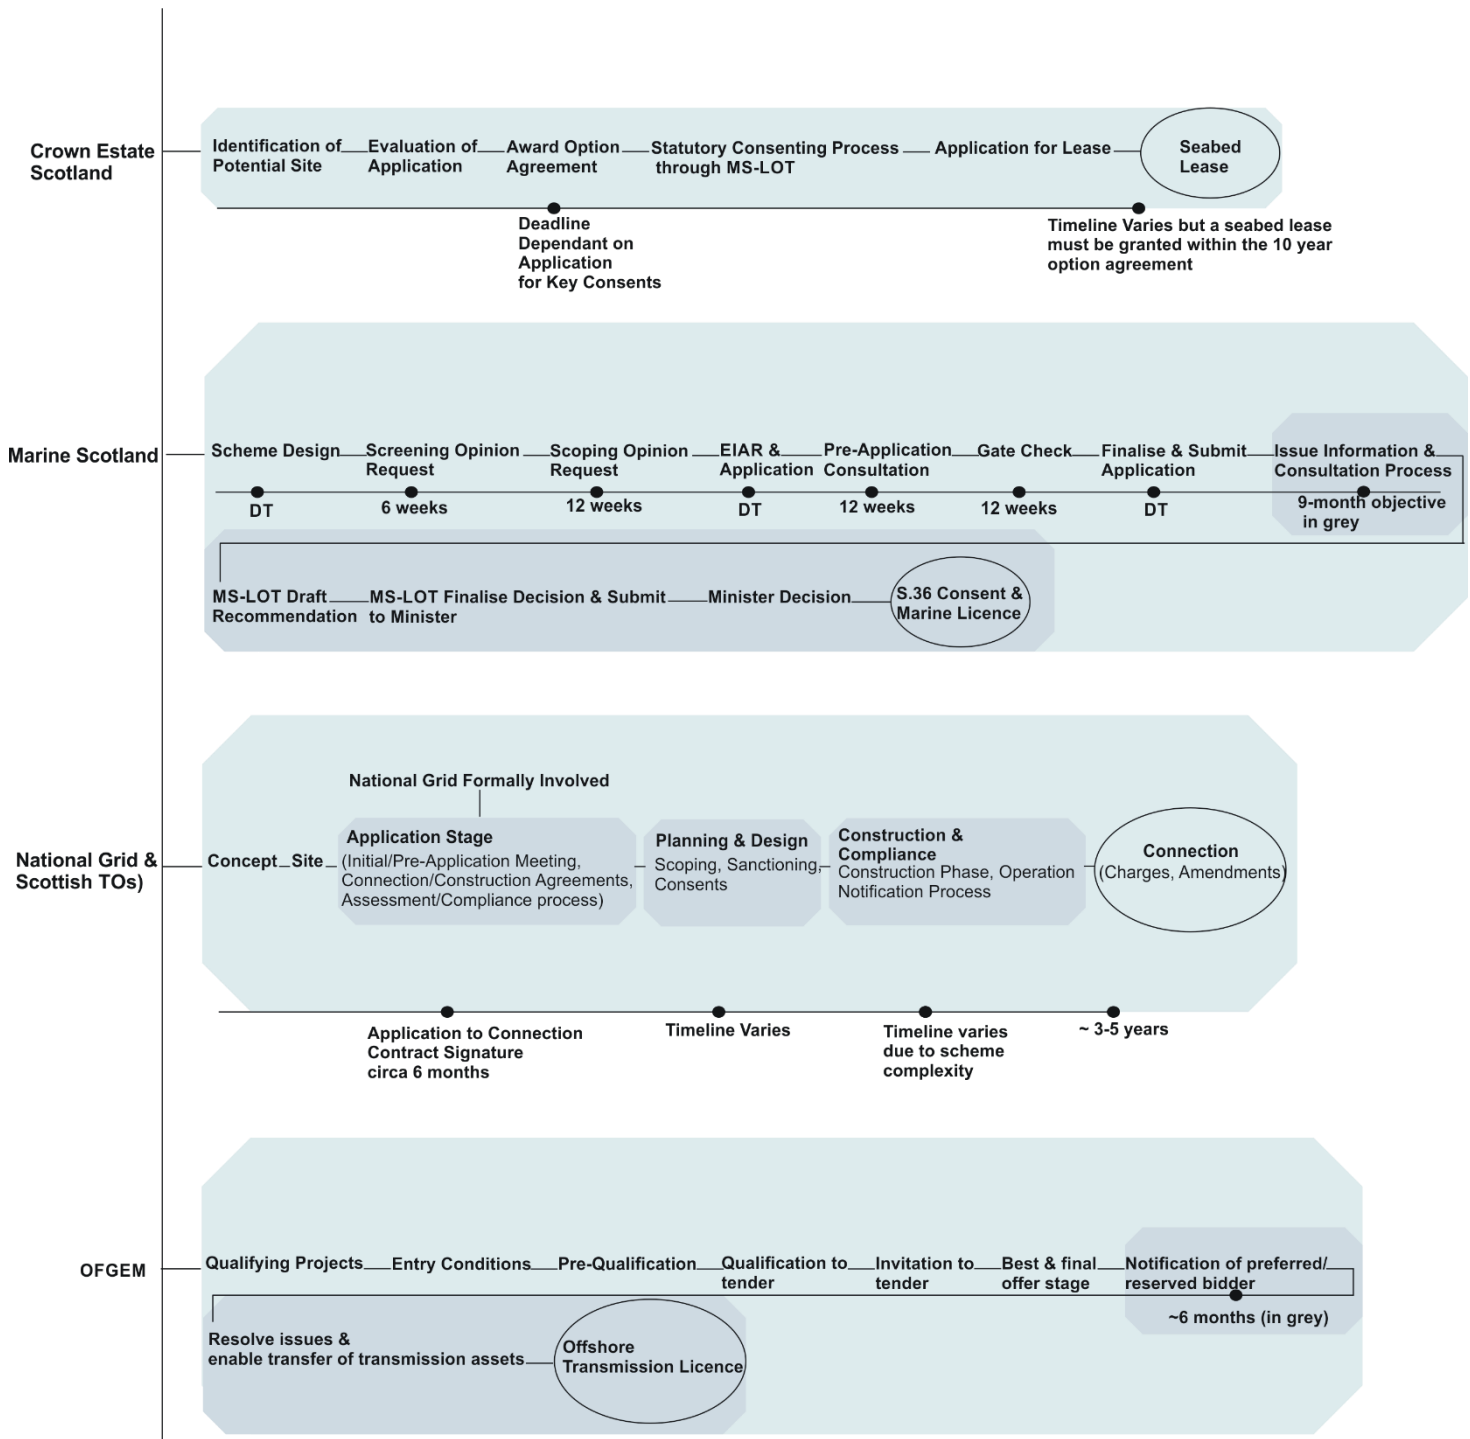 Crown Estate
Scotland
Identification of
Potential Site
Evaluation of
Application
Award Option
Agreement
Statutory Consenting Process
through MS-LOT
Application for Lease
Seabed
Lease
Deadline
Dependant on
Application
for Key Consents
Timeline Varies but a seabed lease
must be granted within the 10 year
option agreement
Marine Scotland
Scheme Design
Screening Opinion
Request
Scoping Opinion
Request
EIAR &
Application
Pre-Application
Consultation
Gate Check
Finalise & Submit
Application
Issue Information &
Consultation Process
DT
6 weeks
12 weeks
DT
12 weeks
12 weeks
DT
9-month objective
in grey
MS-LOT Draft
Recommendation
MS-LOT Finalise Decision & Submit
to Minister
Minister Decision
S.36 Consent &
Marine Licence
National Grid &
Scottish TOs)
National Grid Formally Involved
Concept
Site
Application Stage
(Initial/Pre-Application Meeting,
Connection/Construction Agreements,
Assessment/Compliance process)
Planning & Design
Scoping, Sanctioning,
Consents
Construction &
Compliance
Construction Phase, Operation
Notification Process
Connection
(Charges, Amendments)
Application to Connection
Contract Signature
circa 6 months
Timeline Varies
Timeline varies
due to scheme
complexity
~ 3-5 years
OFGEM
Qualifying Projects
Entry Conditions
Pre-Qualification
Qualification to
tender
Invitation to
tender
Best & final
offer stage
Notification of preferred/
reserved bidder
~6 months (in grey)
Resolve issues &
enable transfer of transmission assets
Offshore
Transmission Licence